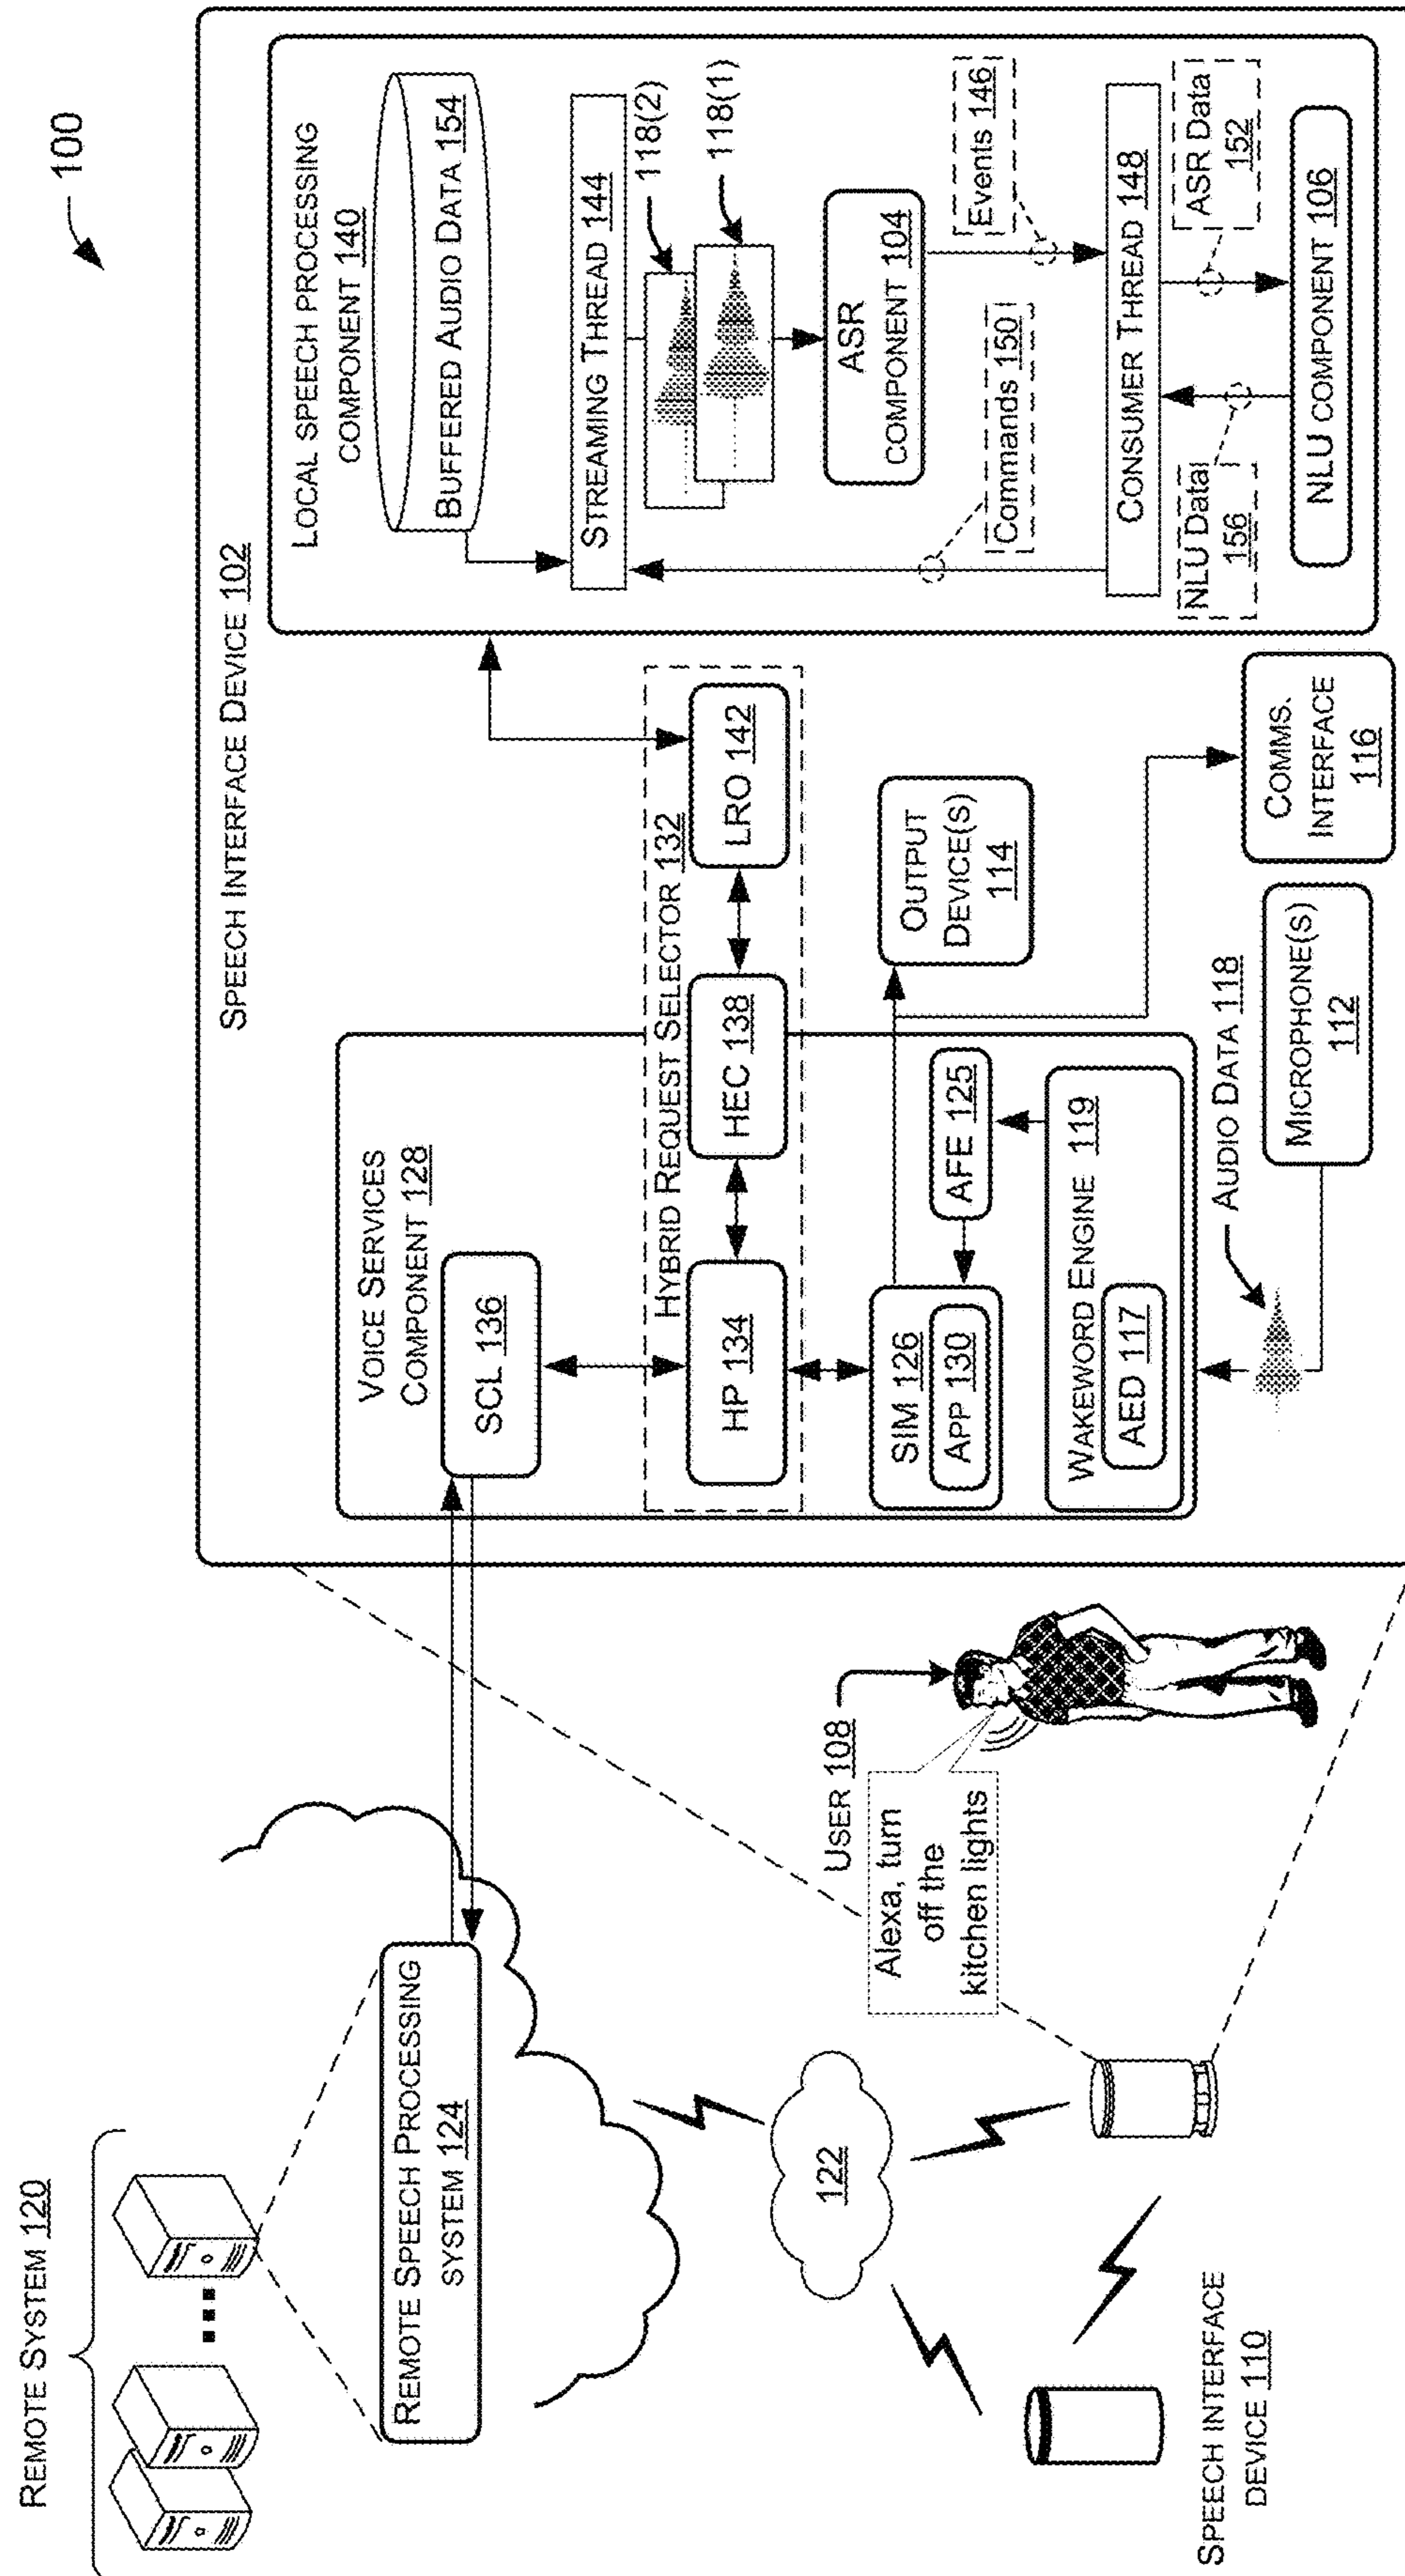 100
REMOTE SYSTEM 120
REMOTE SPEECH PROCESSING
SYSTEM 124
122
SPEECH INTERFACE
DEVICE 110
USER 108
Alexa, turn
off the
kitchen lights
SPEECH INTERFACE DEVICE 102
VOICE SERVICES
COMPONENT 128
SCL 136
HYBRID REQUEST SELECTOR 132
HP 134
HEC 138
LRO 142
SIM 126
APP 130
AFE 125
WAKEWORD ENGINE 119
AED 117
AUDIO DATA 118
MICROPHONE(S)
112
OUTPUT
DEVICE(S)
114
COMMS.
INTERFACE
116
LOCAL SPEECH PROCESSING
COMPONENT 140
BUFFERED AUDIO DATA 154
STREAMING THREAD 144
118(2)
118(1)
ASR
COMPONENT 104
Commands 150
Events 146
CONSUMER THREAD 148
NLU Data
156
ASR Data
152
NLU COMPONENT 106